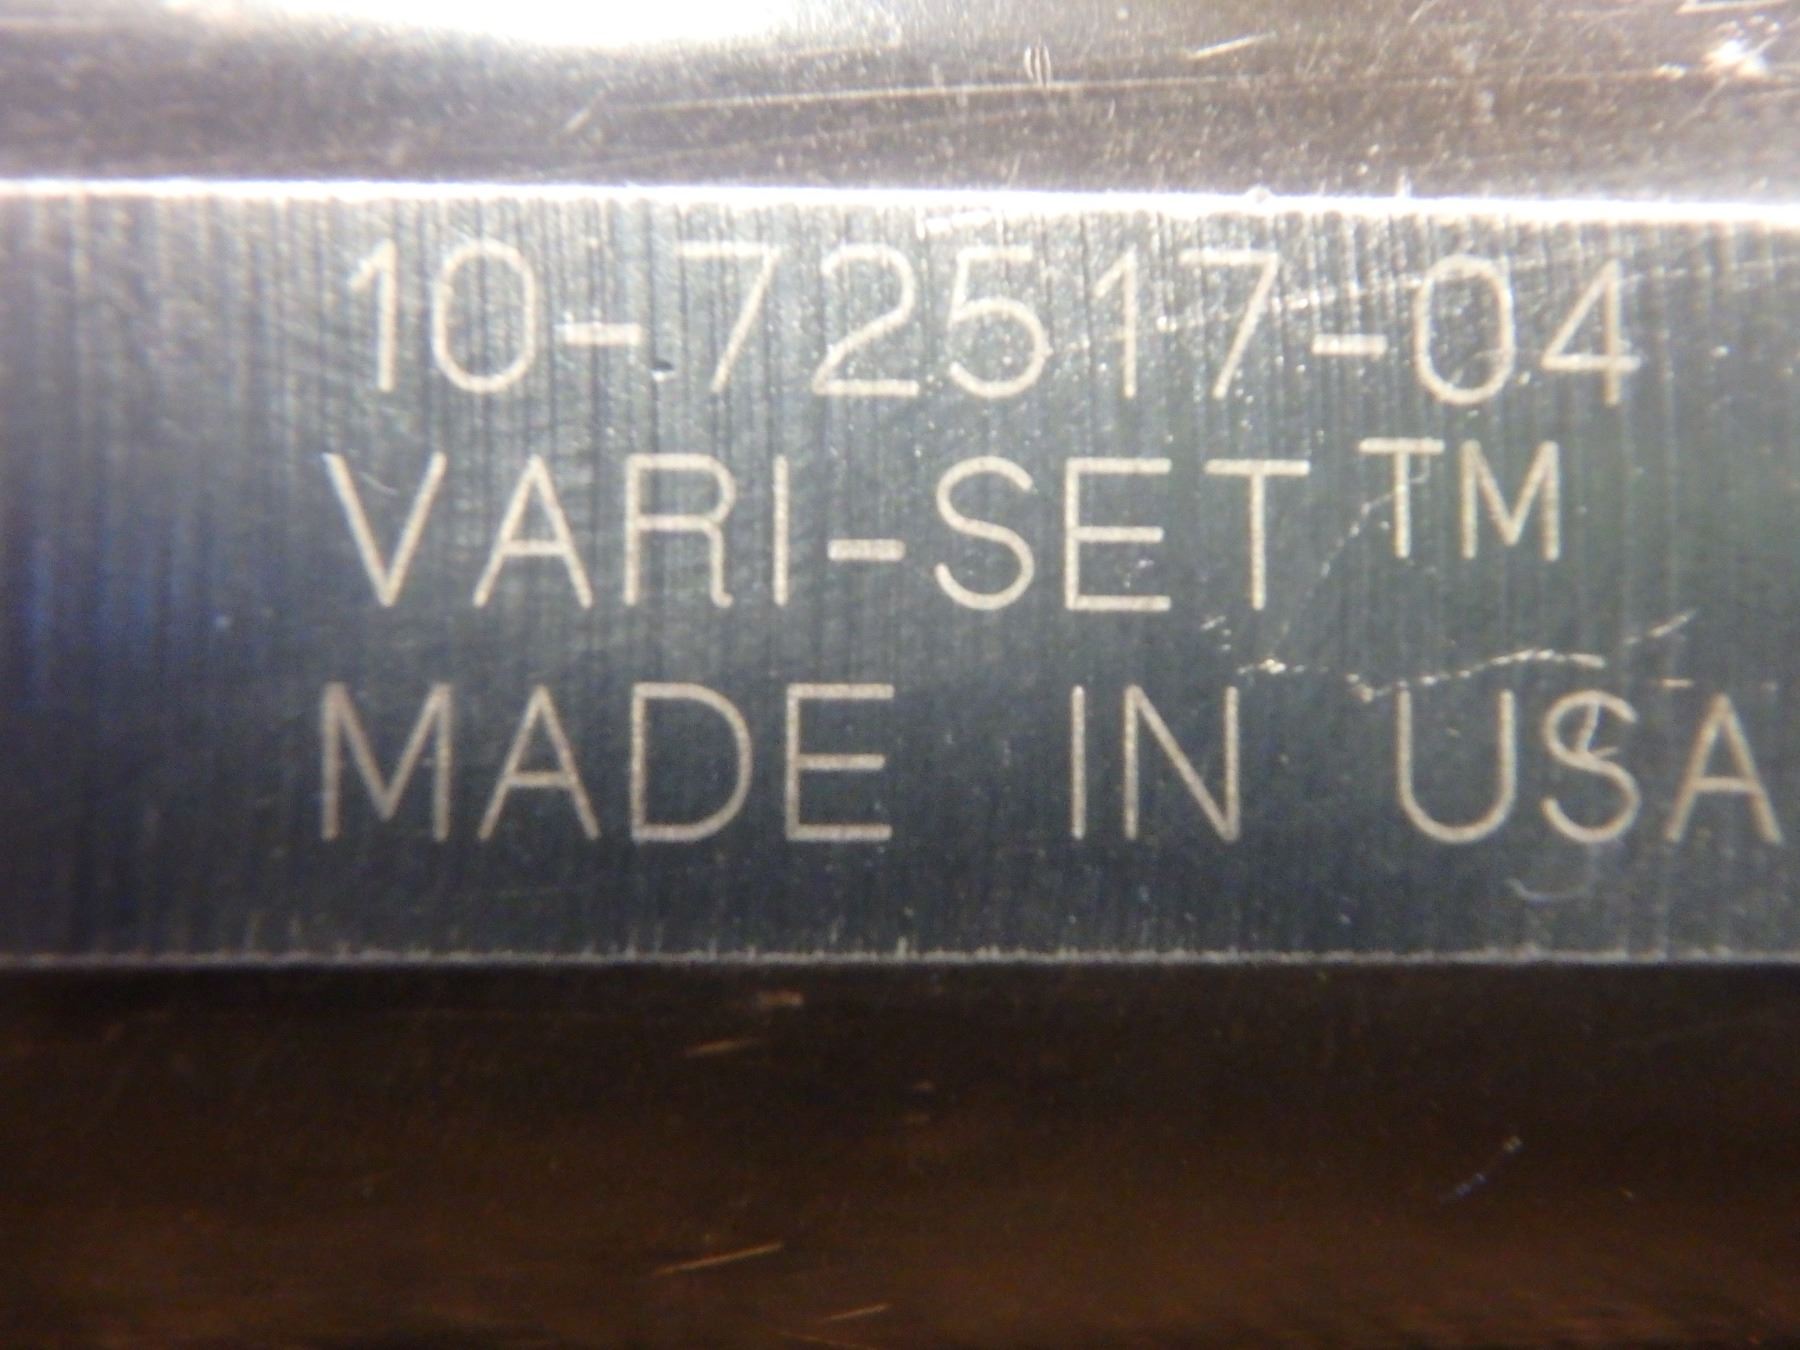 10-72517-04
VARI-SET™
MADE IN USA